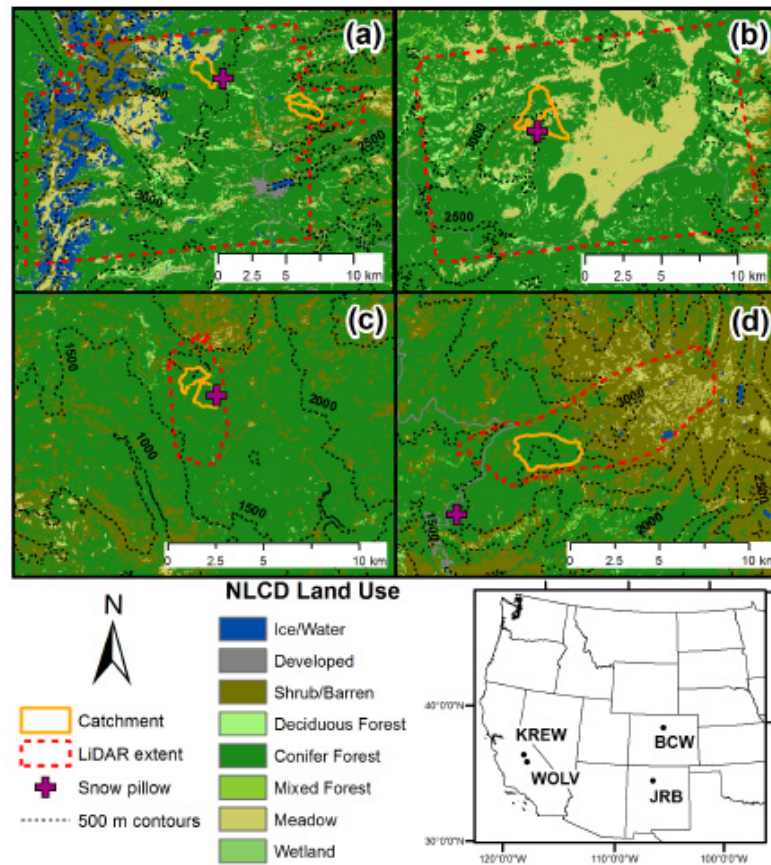 (a)
3500
3000
2500
0 2.5 5 10 km
(b)
3000
2500
0 2.5 5 10 km
(c)
1500
2000
1000
1500
0 2.5 5 10 km
(d)
3000
2500
1500
2000
0 2.5 5 10 km
N
Catchment
LiDAR extent
Snow pillow
500 m contours
NLCD Land Use
Ice/Water
Developed
Shrub/Barren
Deciduous Forest
Conifer Forest
Mixed Forest
Meadow
Wetland
40°0'0"N
KREW
BCW
WOLV
JRB
30°0'0"N
120°0'0"W 110°0'0"W 100°0'0"W